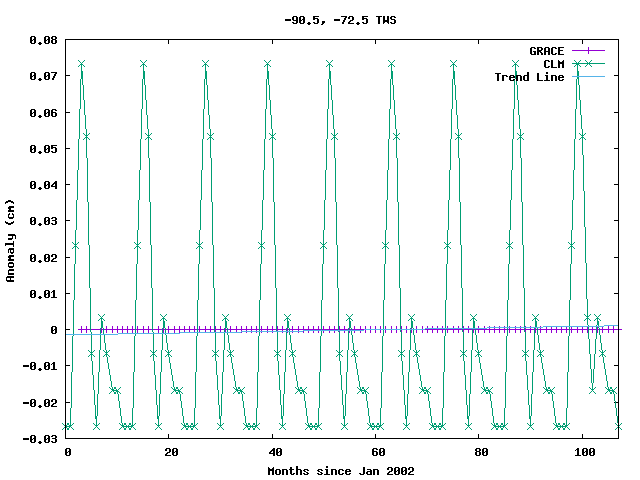 -90.5, -72.5 TWS
GRACE
CLM
Trend Line
0.08
0.07
0.06
0.05
0.04
0.03
0.02
0.01
0
-0.01
-0.02
-0.03
Anomaly (cm)
0 20 40 60 80 100
Months since Jan 2002